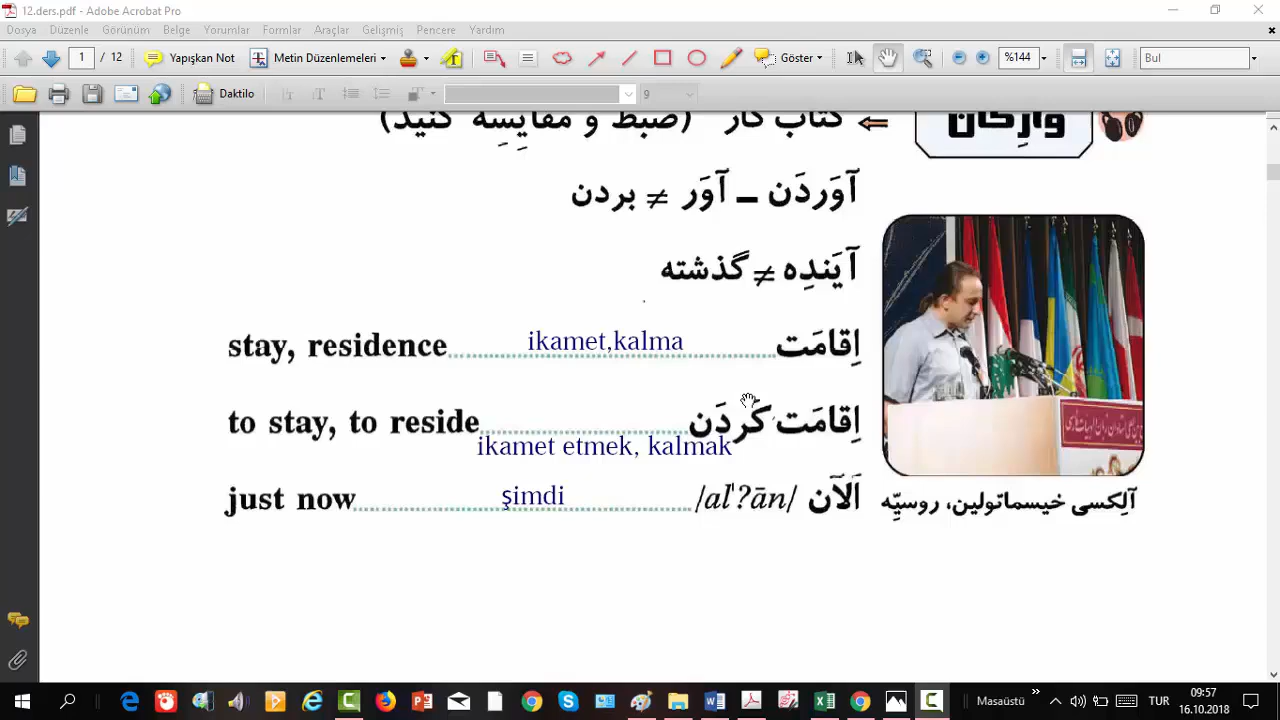 12.ders.pdf - Adobe Acrobat Pro
Dosya Düzenle Görünüm Belge Yorumlar Formlar Araçlar Gelişmiş Pencere Yardım
1 / 12 Yapışkan Not Metin Düzenlemeleri Göster %144 Bul
Daktilo 9
واژگان
کتاب کار (ضبط و مقایِسِه کنید)
آوَردَن ـ آوَر ≠ بردن
آیَندِه ≠ گذشته
اِقامَت ikamet,kalma stay, residence
اِقامَت کَردَن to stay, to reside
ikamet etmek, kalmak
اَلآن /al'?ān/ şimdi just now
آلِکسی خیسماتولین، روسیِّه
Masaüstü
TUR
09:57
16.10.2018